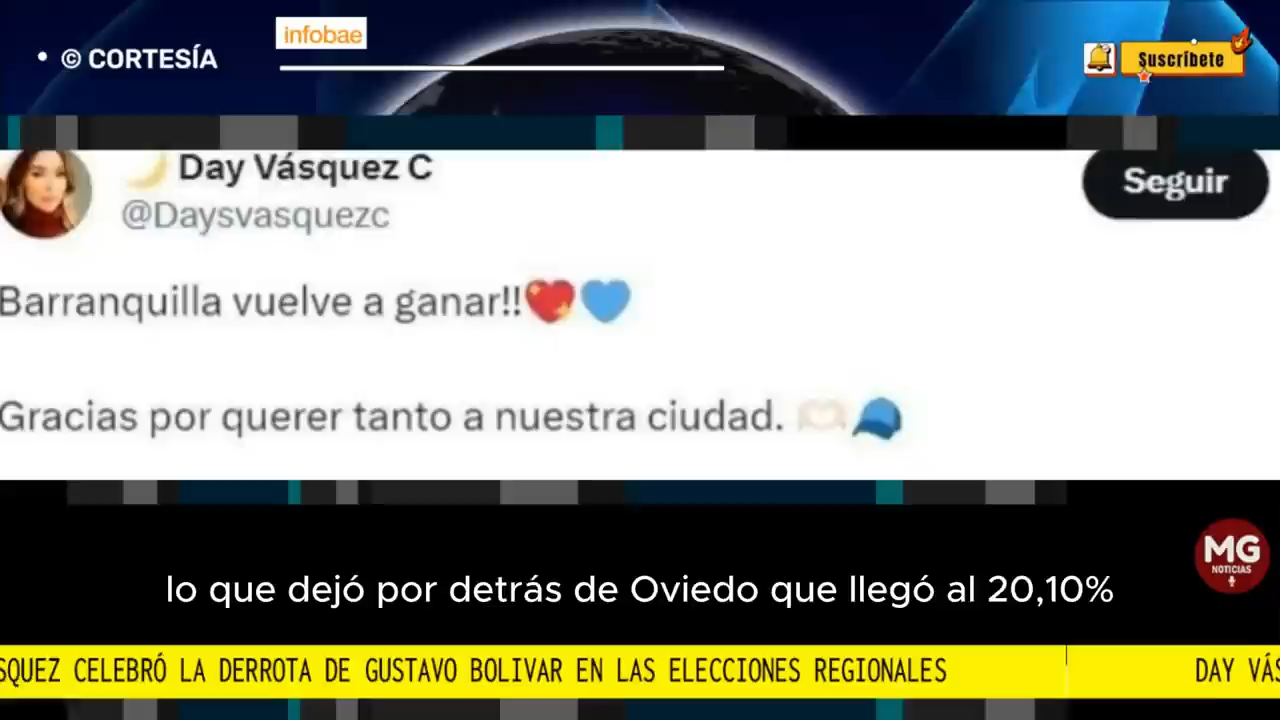 • © CORTESÍA
infobae
Suscríbete
Day Vásquez C
@Daysvasquezc
Seguir
Barranquilla vuelve a ganar!!💖💙
Gracias por querer tanto a nuestra ciudad. 🫶🏻🧢
MG
NOTICIAS
lo que dejó por detrás de Oviedo que llegó al 20,10%
SQUEZ CELEBRÓ LA DERROTA DE GUSTAVO BOLIVAR EN LAS ELECCIONES REGIONALES
DAY VÁS